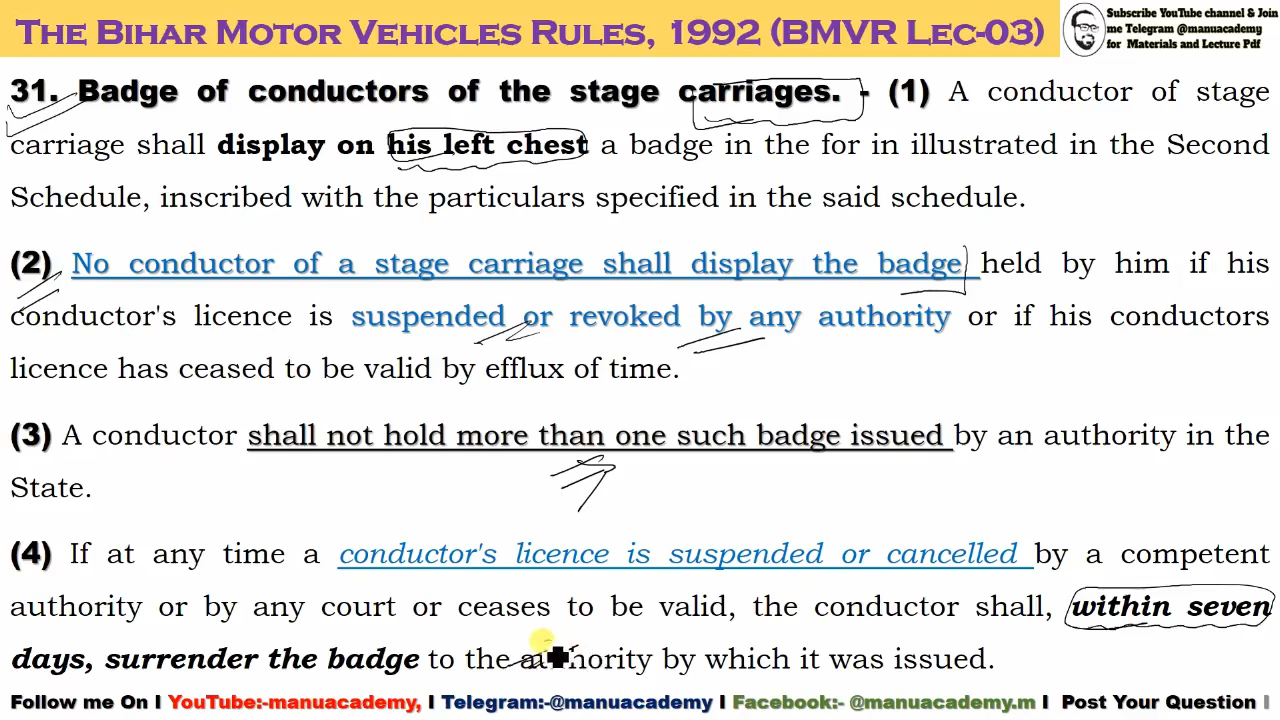 THE BIHAR MOTOR VEHICLES RULES, 1992 (BMVR LEC-03)
Subscribe YouTube channel & Join
me Telegram @manuacademy
for Materials and Lecture Pdf
31. Badge of conductors of the stage carriages. - (1) A conductor of stage
carriage shall display on his left chest a badge in the for in illustrated in the Second
Schedule, inscribed with the particulars specified in the said schedule.
(2) No conductor of a stage carriage shall display the badge held by him if his
conductor's licence is suspended or revoked by any authority or if his conductors
licence has ceased to be valid by efflux of time.
(3) A conductor shall not hold more than one such badge issued by an authority in the
State.
(4) If at any time a conductor's licence is suspended or cancelled by a competent
authority or by any court or ceases to be valid, the conductor shall, within seven
days, surrender the badge to the authority by which it was issued.
Follow me On I YouTube:-manuacademy, I Telegram:-@manuacademy I Facebook:- @manuacademy.m I Post Your Question I